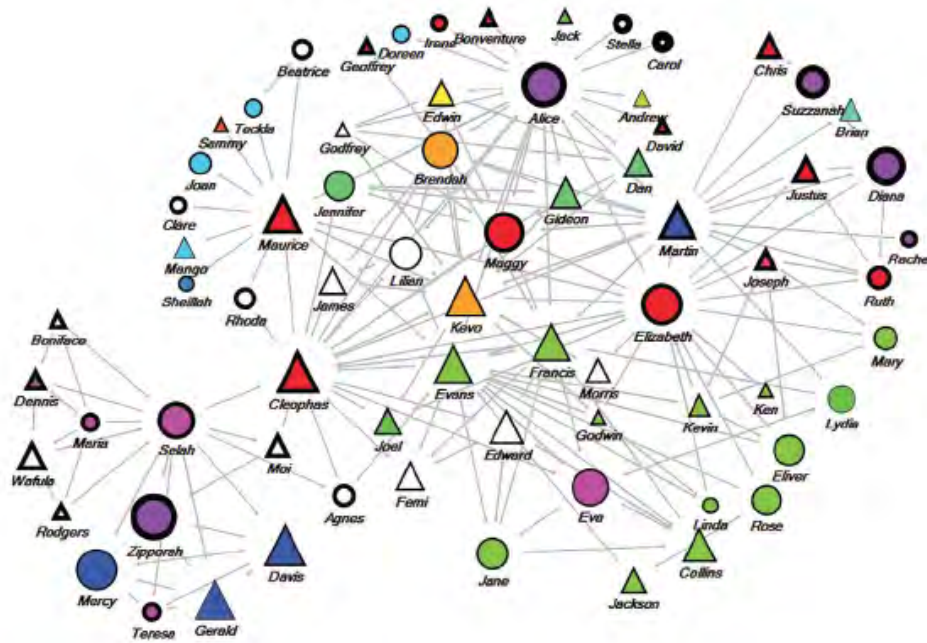 Jack
Irene
Bonventure
Stella
Doreen
Geoffrey
Carol
Beatrice
Chris
Suzzanah
Edwin
Alice
Andrew
Brian
Teckla
Sammy
Godfrey
David
Joan
Brendah
Dan
Justus
Diana
Jennifer
Gideon
Clare
Maurice
Martin
Rachel
Mango
Lilian
Maggy
Joseph
Sheillah
James
Ruth
Rhoda
Kevo
Elizabeth
Boniface
Mary
Dennis
Cleophas
Evans
Francis
Morris
Ken
Maria
Selah
Joel
Godwin
Kevin
Lydia
Wafula
Moi
Edward
Eliver
Femi
Rodgers
Agnes
Eva
Linda
Rose
Zipporah
Davis
Jane
Collins
Mercy
Jackson
Teresa
Gerald